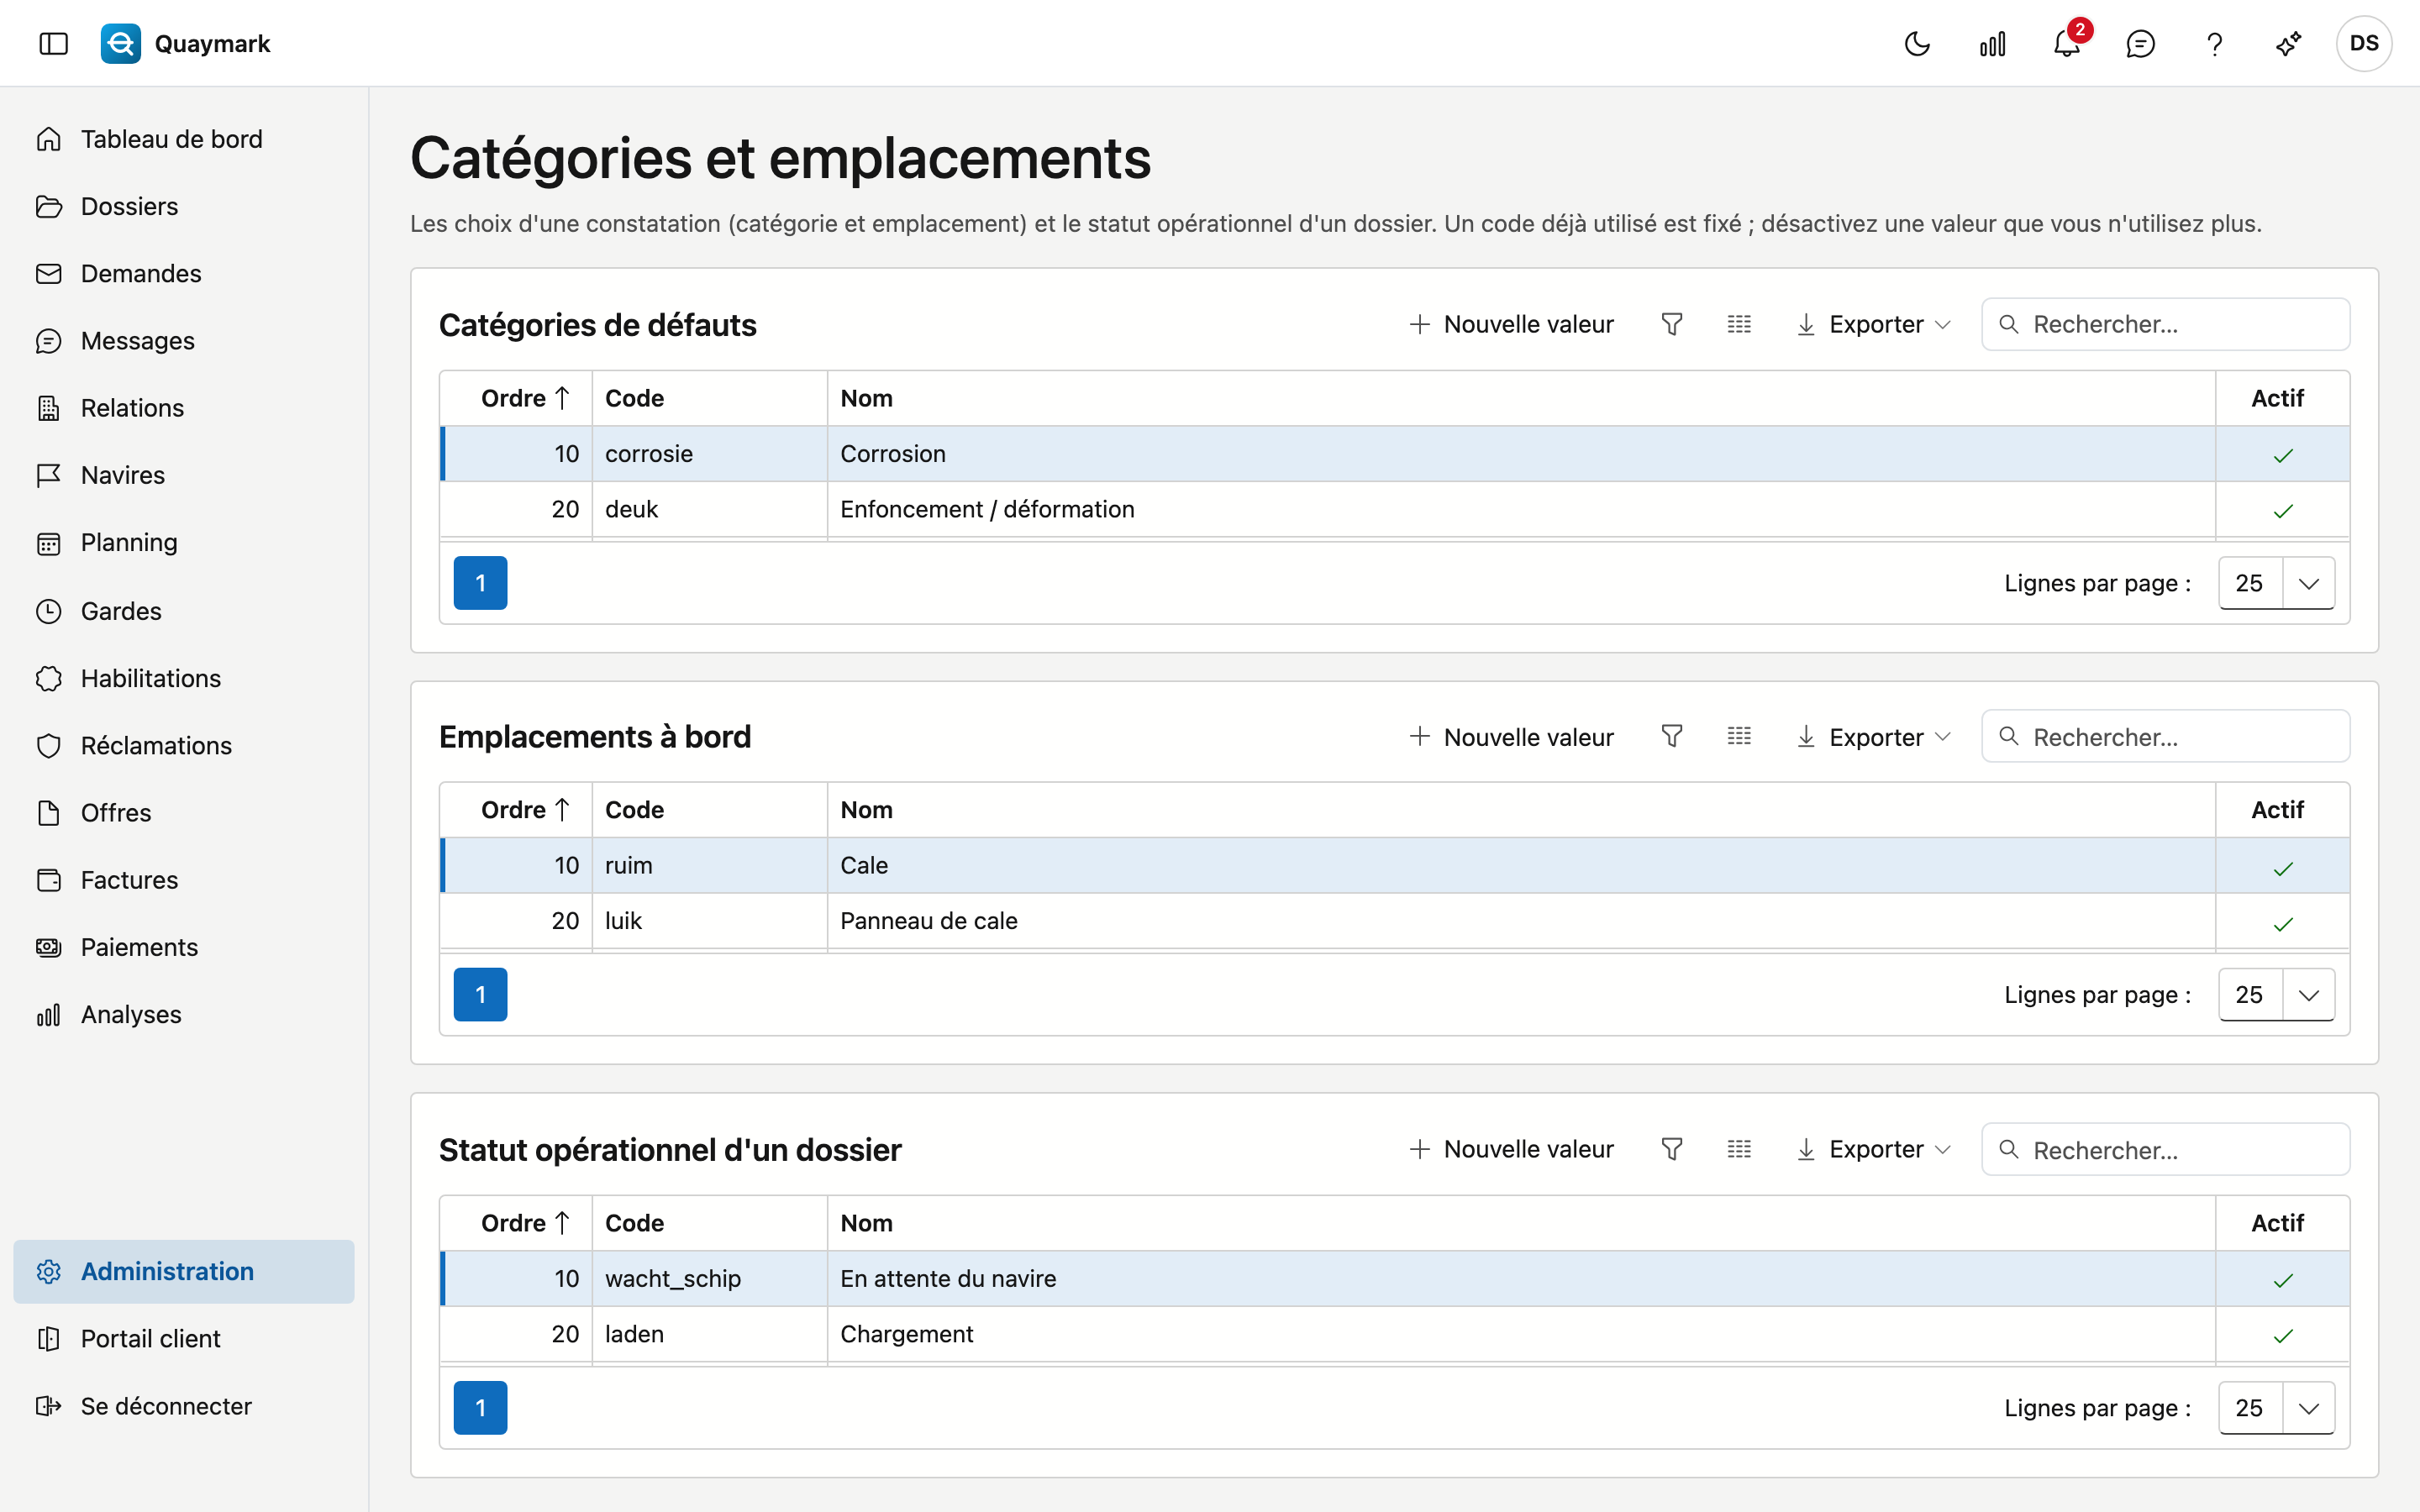 Quaymark
2
DS
Tableau de bord
Dossiers
Demandes
Messages
Relations
Navires
Planning
Gardes
Habilitations
Réclamations
Offres
Factures
Paiements
Analyses
Administration
Portail client
Se déconnecter
Catégories et emplacements
Les choix d'une constatation (catégorie et emplacement) et le statut opérationnel d'un dossier. Un code déjà utilisé est fixé ; désactivez une valeur que vous n'utilisez plus.
Catégories de défauts
Nouvelle valeur
Exporter
Rechercher...
Ordre Code Nom Actif
10 corrosie Corrosion
20 deuk Enfoncement / déformation
1
Lignes par page : 25
Emplacements à bord
Nouvelle valeur
Exporter
Rechercher...
Ordre Code Nom Actif
10 ruim Cale
20 luik Panneau de cale
1
Lignes par page : 25
Statut opérationnel d'un dossier
Nouvelle valeur
Exporter
Rechercher...
Ordre Code Nom Actif
10 wacht_schip En attente du navire
20 laden Chargement
1
Lignes par page : 25